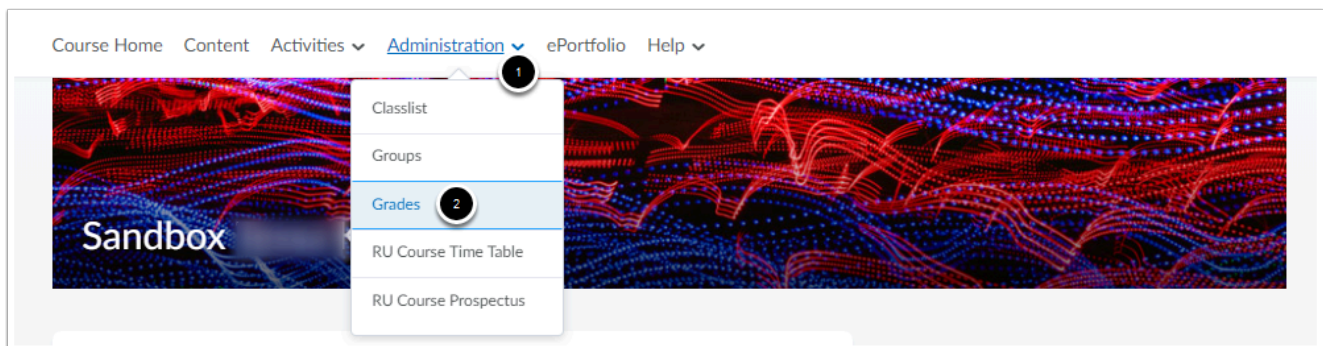 Course Home Content Activities Administration ePortfolio Help
1
Classlist
Groups
Grades 2
Sandbox
RU Course Time Table
RU Course Prospectus